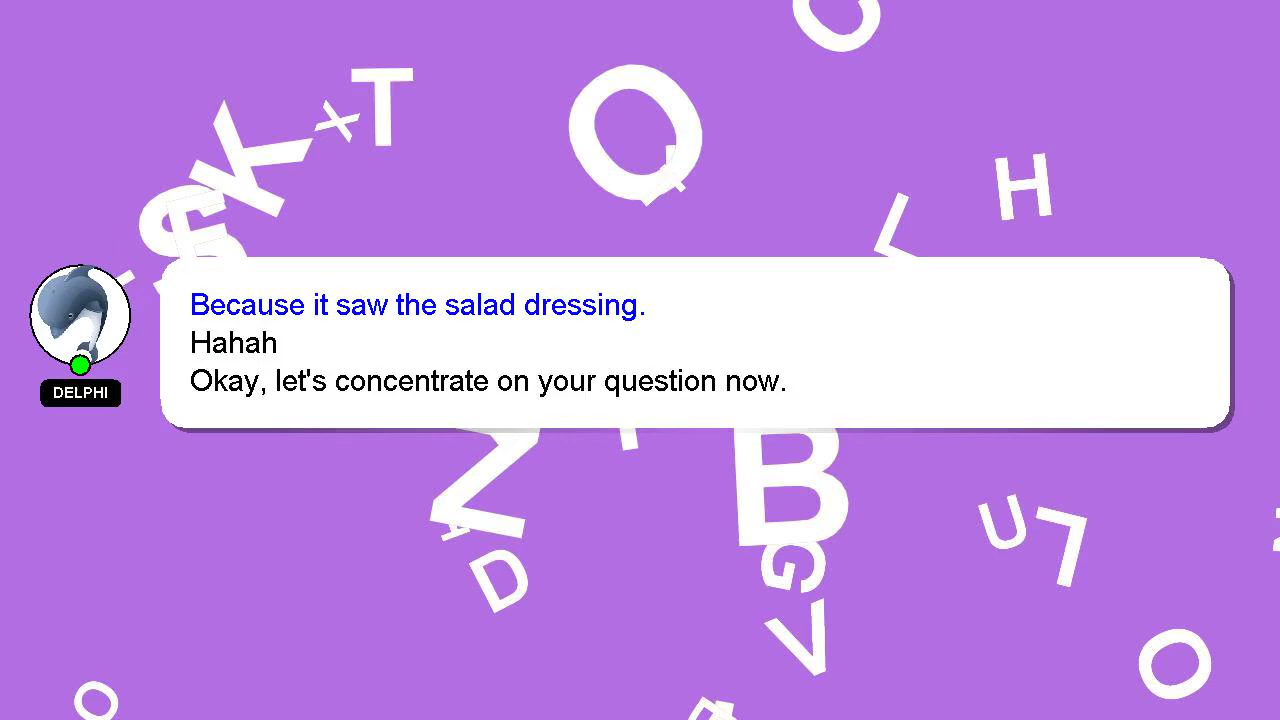 Because it saw the salad dressing.
Hahah
Okay, let's concentrate on your question now.
DELPHI
C
T
X
K
O
H
L
S
E
Z
B
D
G
V
U
L
O
O